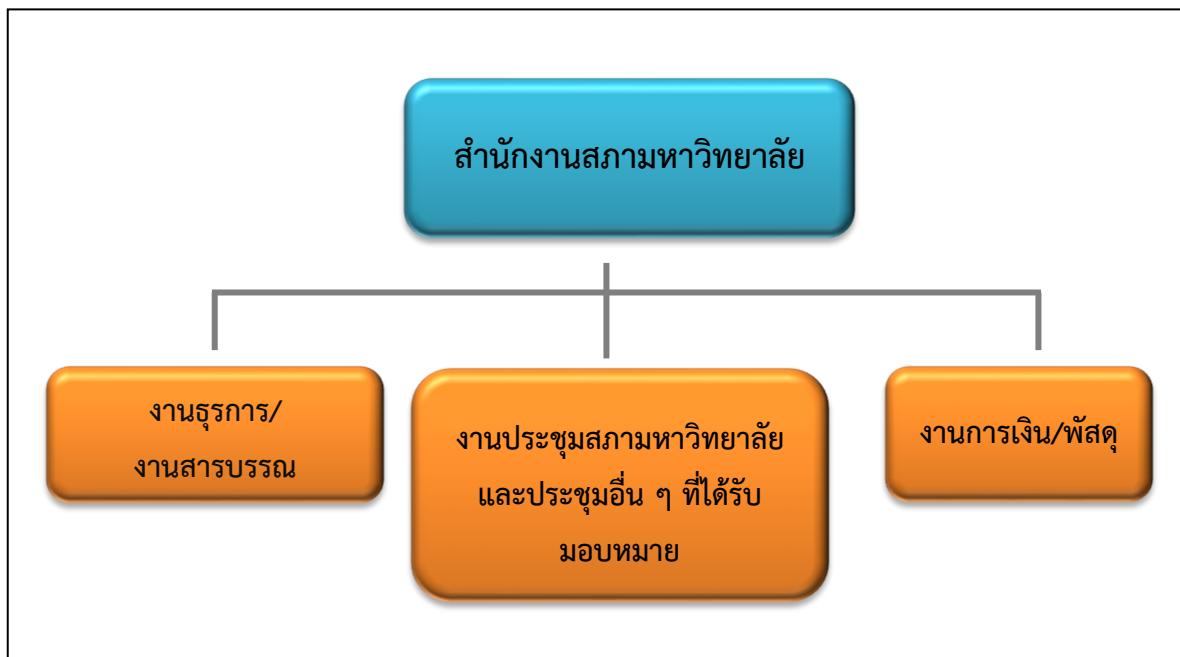 สำนักงานสภามหาวิทยาลัย
งานธุรการ/
งานสารบรรณ
งานประชุมสภามหาวิทยาลัย
และประชุมอื่น ๆ ที่ได้รับ
มอบหมาย
งานการเงิน/พัสดุ